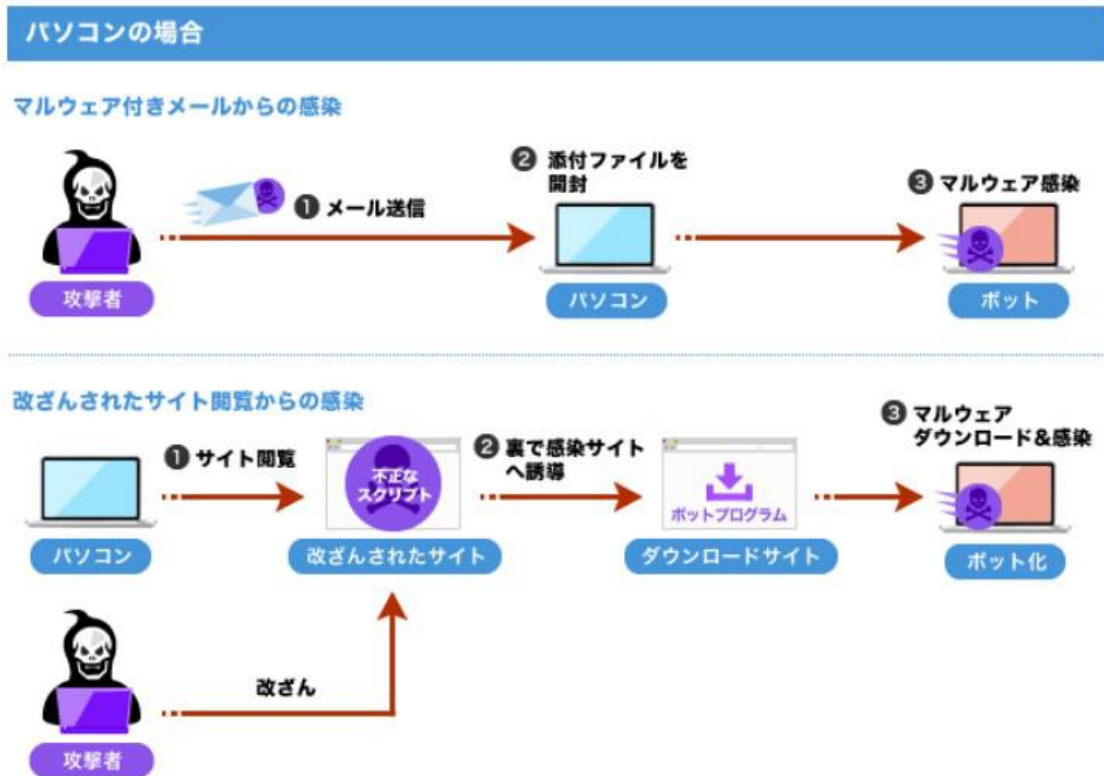 パソコンの場合
マルウェア付きメールからの感染
❶ メール送信
❷ 添付ファイルを
開封
❸ マルウェア感染
攻撃者
パソコン
ボット
改ざんされたサイト閲覧からの感染
❶ サイト閲覧
不正な
スクリプト
❷ 裏で感染サイト
へ誘導
ボットプログラム
❸ マルウェア
ダウンロード&感染
パソコン
改ざんされたサイト
ダウンロードサイト
ボット化
改ざん
攻撃者